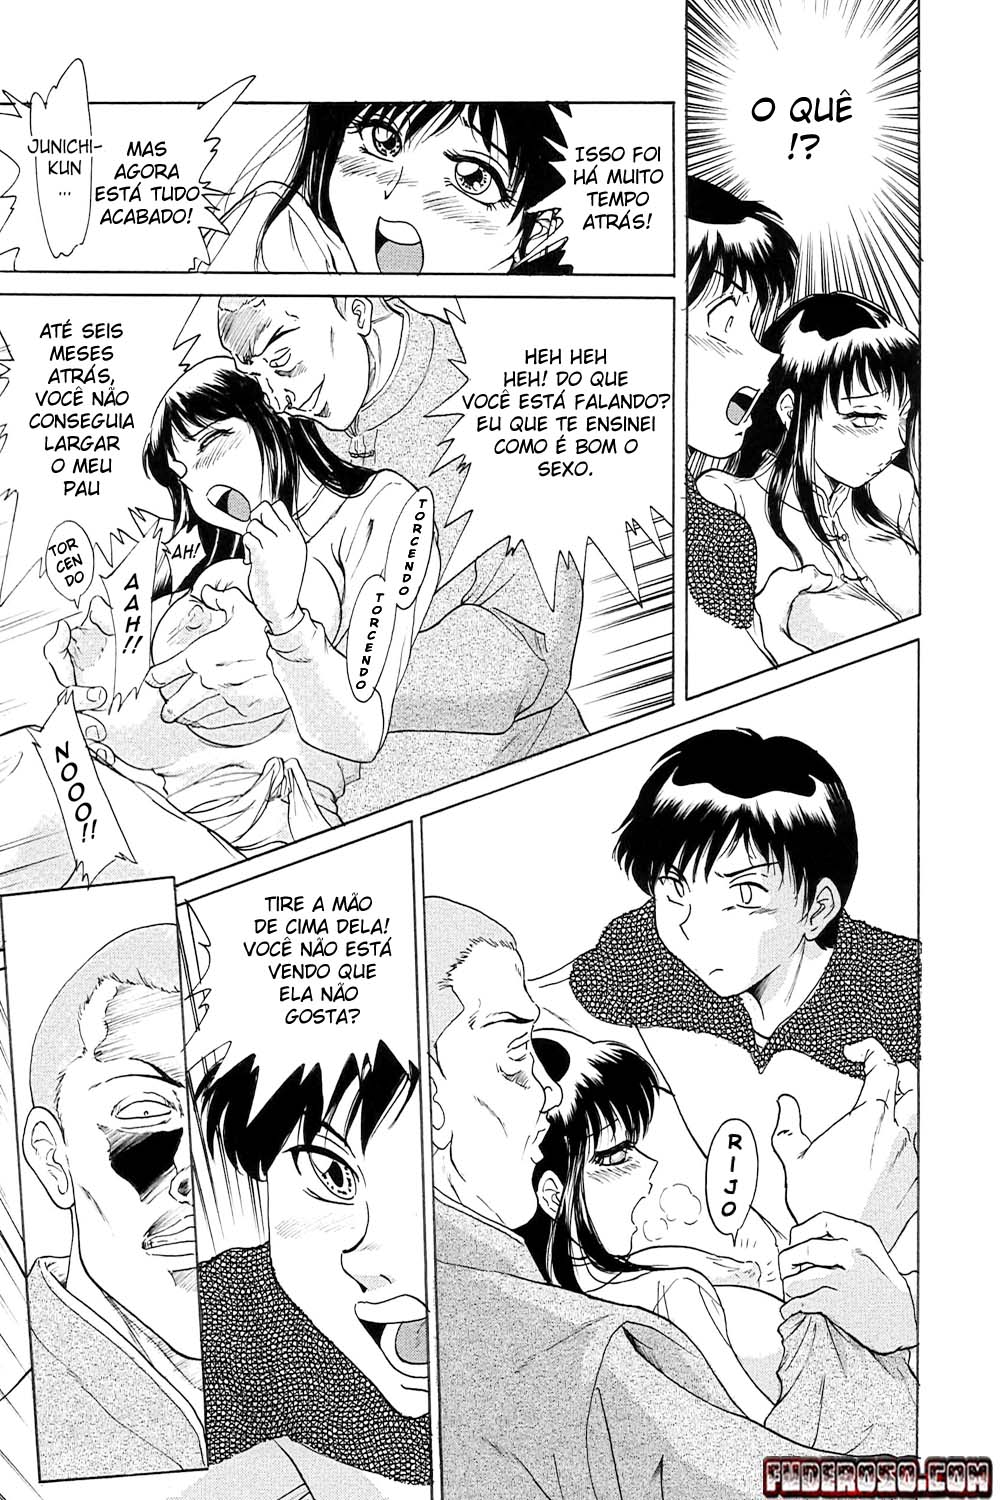 O QUÊ
!?
ISSO FOI
HÁ MUITO
TEMPO
ATRÁS!
MAS
AGORA
ESTÁ TUDO
ACABADO!
JUNICHI-
KUN
...
HEH HEH
HEH! DO QUE
VOCÊ ESTÁ FALANDO?
EU QUE TE ENSINEI
COMO É BOM O
SEXO.
ATÉ SEIS
MESES
ATRÁS,
VOCÊ NÃO
CONSEGUIA
LARGAR
O MEU
PAU
TORCENDO
TORCENDO
AH!
AAH!!
TOR
CEN
DO
NOOO!!
RIJO
TIRE A MÃO
DE CIMA DELA!
VOCÊ NÃO ESTÁ
VENDO QUE
ELA NÃO
GOSTA?
FUDEROSO.COM